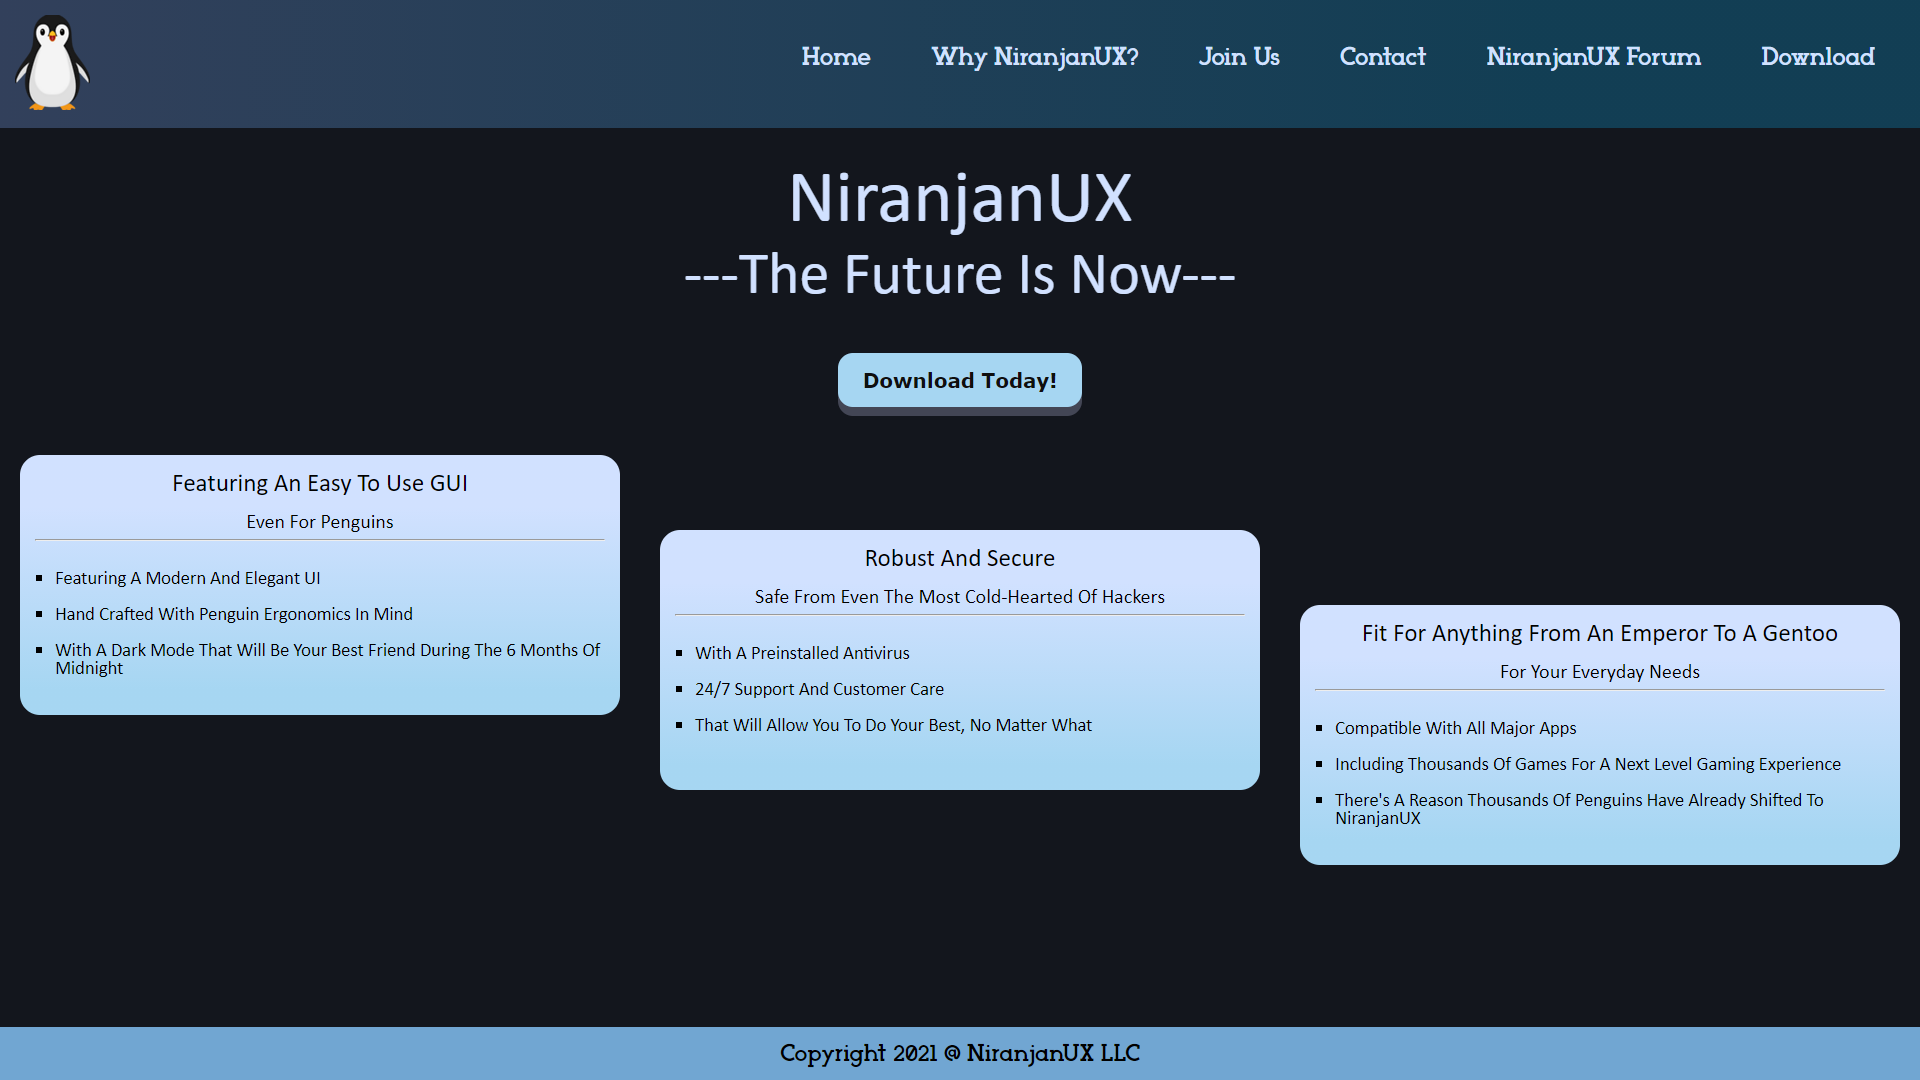 Home
Why NiranjanUX?
Join Us
Contact
NiranjanUX Forum
Download
NiranjanUX
---The Future Is Now---
Download Today!
Featuring An Easy To Use GUI
Even For Penguins
Featuring A Modern And Elegant UI
Hand Crafted With Penguin Ergonomics In Mind
With A Dark Mode That Will Be Your Best Friend During The 6 Months Of
Midnight
Robust And Secure
Safe From Even The Most Cold-Hearted Of Hackers
With A Preinstalled Antivirus
24/7 Support And Customer Care
That Will Allow You To Do Your Best, No Matter What
Fit For Anything From An Emperor To A Gentoo
For Your Everyday Needs
Compatible With All Major Apps
Including Thousands Of Games For A Next Level Gaming Experience
There's A Reason Thousands Of Penguins Have Already Shifted To
NiranjanUX
Copyright 2021 @ NiranjanUX LLC